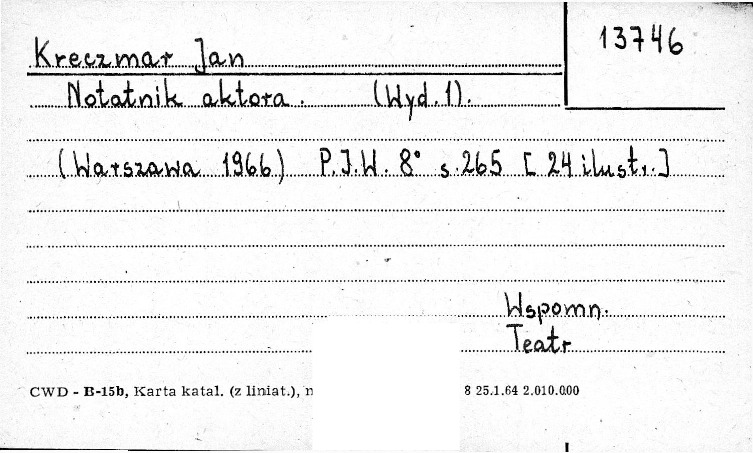 13746
Kreczmar Jan
Notatnik aktora. (Wyd. 1).
(Warszawa 1966) P.I.W. 8° s. 265 [24 ilustr.]
Wspomn.
Teatr
CWD - B-15b, Karta katal. (z liniat.), 8 25.1.64 2.010.000